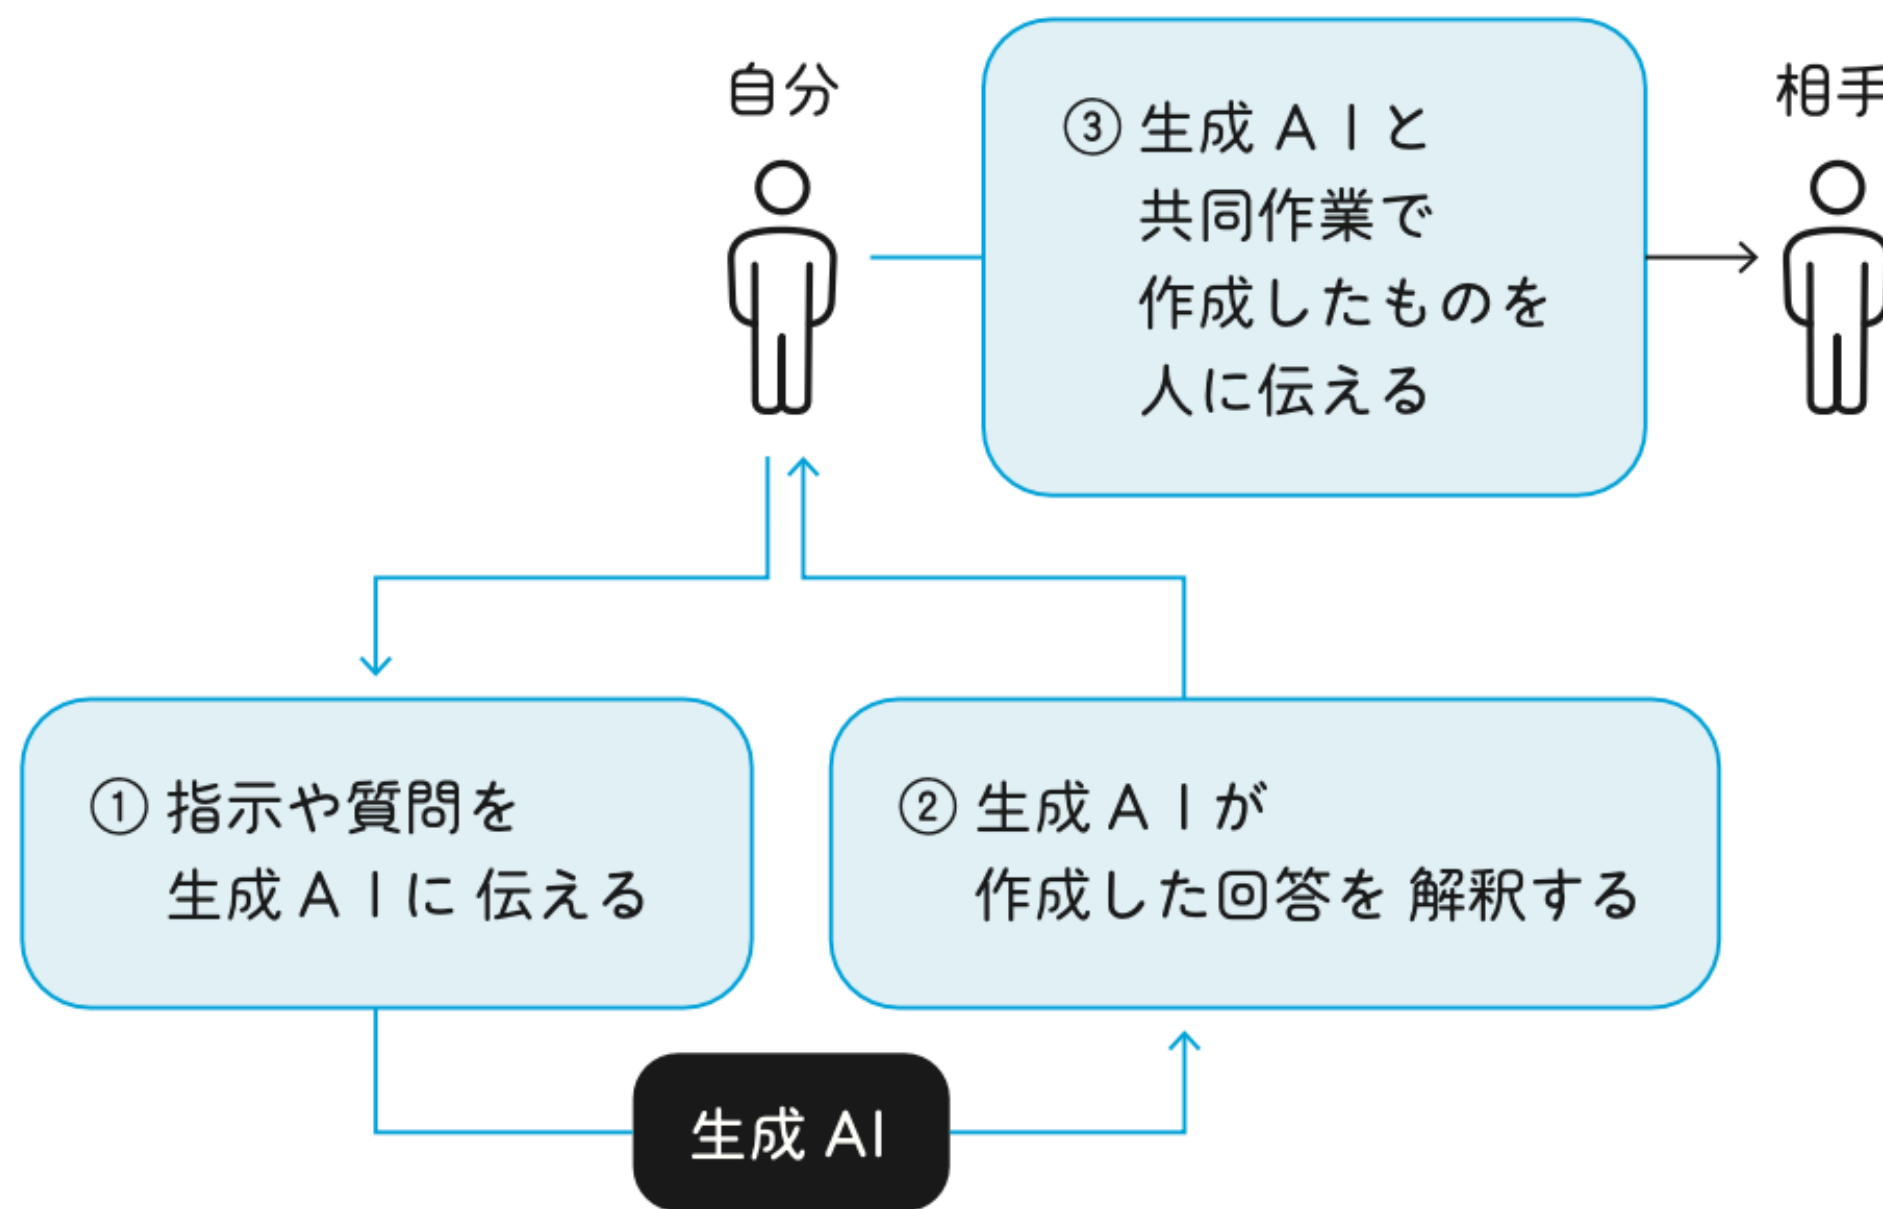 自分
相手
③ 生成AIと
共同作業で
作成したものを
人に伝える
① 指示や質問を
生成AIに 伝える
② 生成AIが
作成した回答を 解釈する
生成 AI